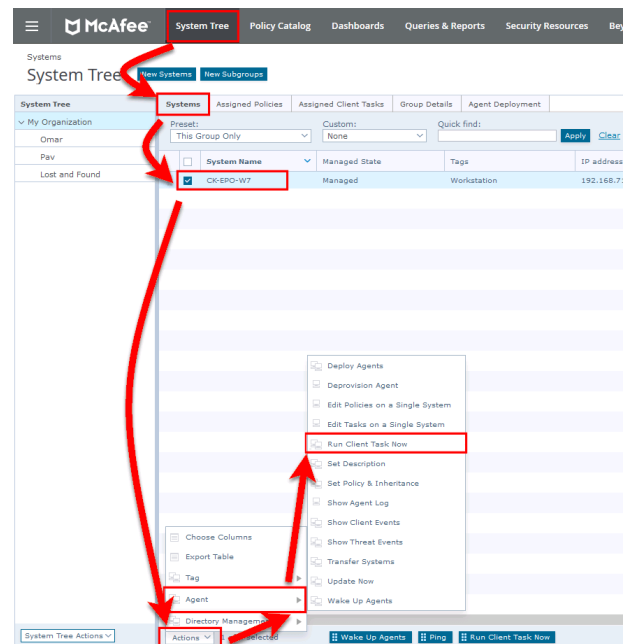 McAfee
System Tree
Policy Catalog
Dashboards
Queries & Reports
Security Resources
Systems
System Tree
New Systems
New Subgroups
System Tree
Systems
Assigned Policies
Assigned Client Tasks
Group Details
Agent Deployment
My Organization
Omar
Pav
Lost and Found
Preset:
Custom:
Quick find:
This Group Only
None
Apply
Clear
System Name
Managed State
Tags
IP address
CK-EPO-W7
Managed
Workstation
192.168.7
Deploy Agents
Deprovision Agent
Edit Policies on a Single System
Edit Tasks on a Single System
Run Client Task Now
Set Description
Set Policy & Inheritance
Show Agent Log
Show Client Events
Show Threat Events
Transfer Systems
Update Now
Wake Up Agents
Choose Columns
Export Table
Tag
Agent
Directory Management
System Tree Actions
Actions
selected
Wake Up Agents
Ping
Run Client Task Now